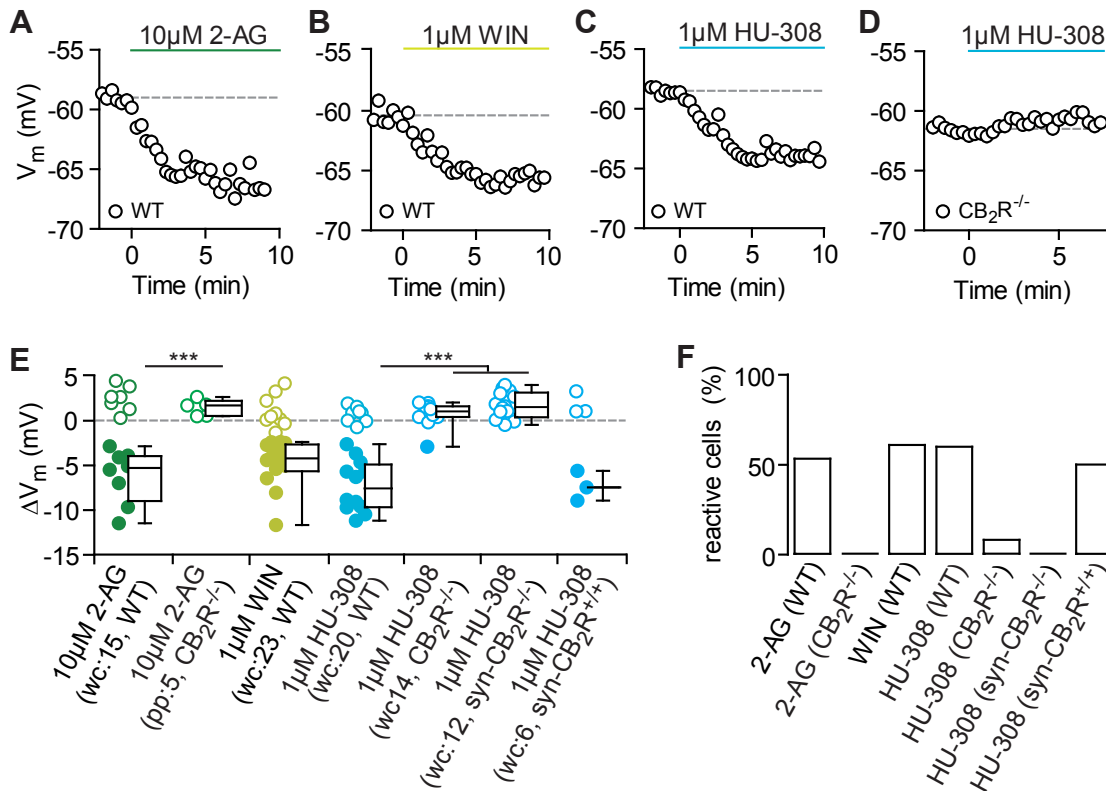 A
10µM 2-AG
-55
-60
-65
-70
Vm (mV)
WT
0
5
10
Time (min)
B
1µM WIN
-55
-60
-65
-70
WT
0
5
10
Time (min)
C
1µM HU-308
-55
-60
-65
-70
WT
0
5
10
Time (min)
D
1µM HU-308
-55
-60
-65
-70
CB2R-/-
0
5
Time (min)
E
***
***
5
0
-5
-10
-15
ΔVm (mV)
10µM 2-AG
(wc:15, WT)
10µM 2-AG
(pp:5, CB2R-/-)
1µM WIN
(wc:23, WT)
1µM HU-308
(wc:20, WT)
1µM HU-308
(wc14, CB2R-/-)
1µM HU-308
(wc:12, syn-CB2R-/-)
1µM HU-308
(wc:6, syn-CB2R+/+)
F
100
50
0
reactive cells (%)
2-AG (WT)
2-AG (CB2R-/-)
WIN (WT)
HU-308 (WT)
HU-308 (CB2R-/-)
HU-308 (syn-CB2R-/-)
HU-308 (syn-CB2R+/+)